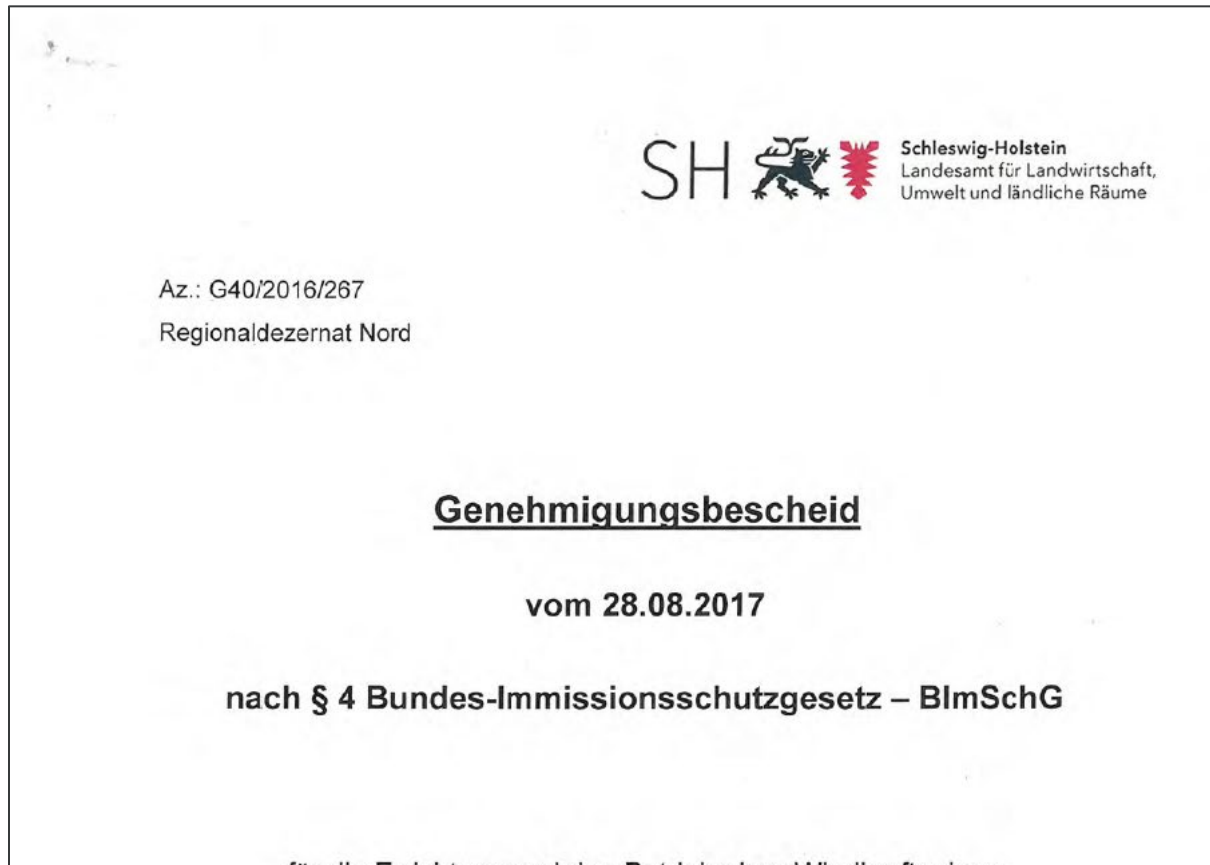 SH
Schleswig-Holstein
Landesamt für Landwirtschaft,
Umwelt und ländliche Räume
Az.: G40/2016/267
Regionaldezernat Nord
Genehmigungsbescheid
vom 28.08.2017
nach § 4 Bundes-Immissionsschutzgesetz – BImSchG